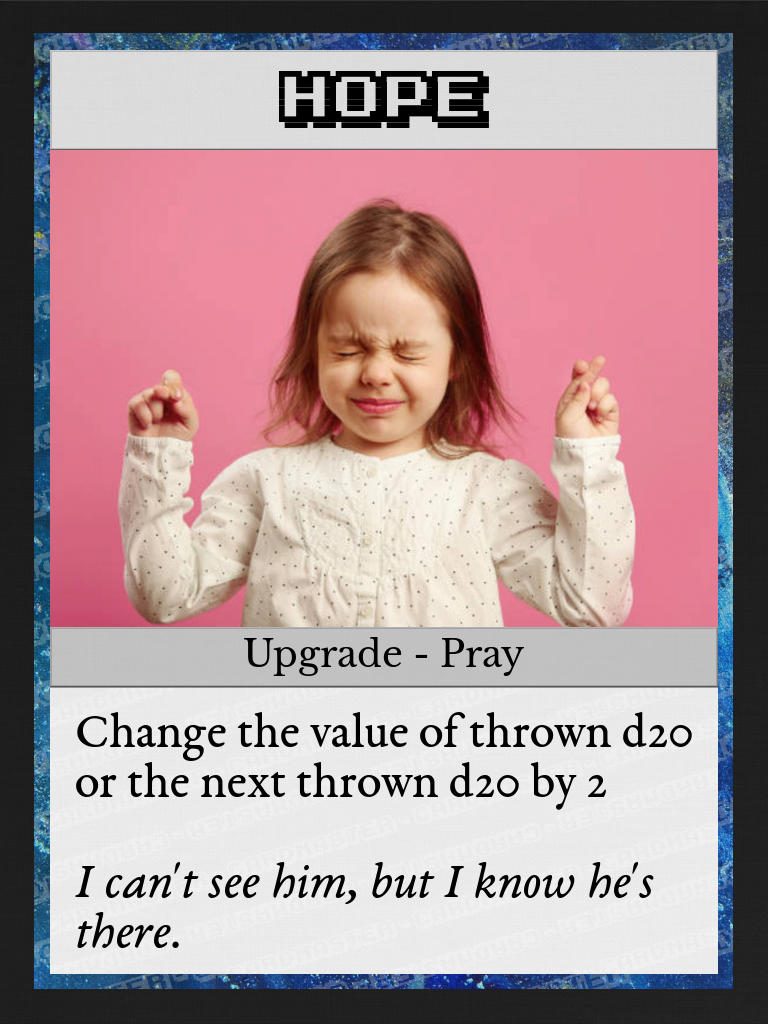 HOPE
Upgrade - Pray
Change the value of thrown d20
or the next thrown d20 by 2
I can't see him, but I know he's
there.